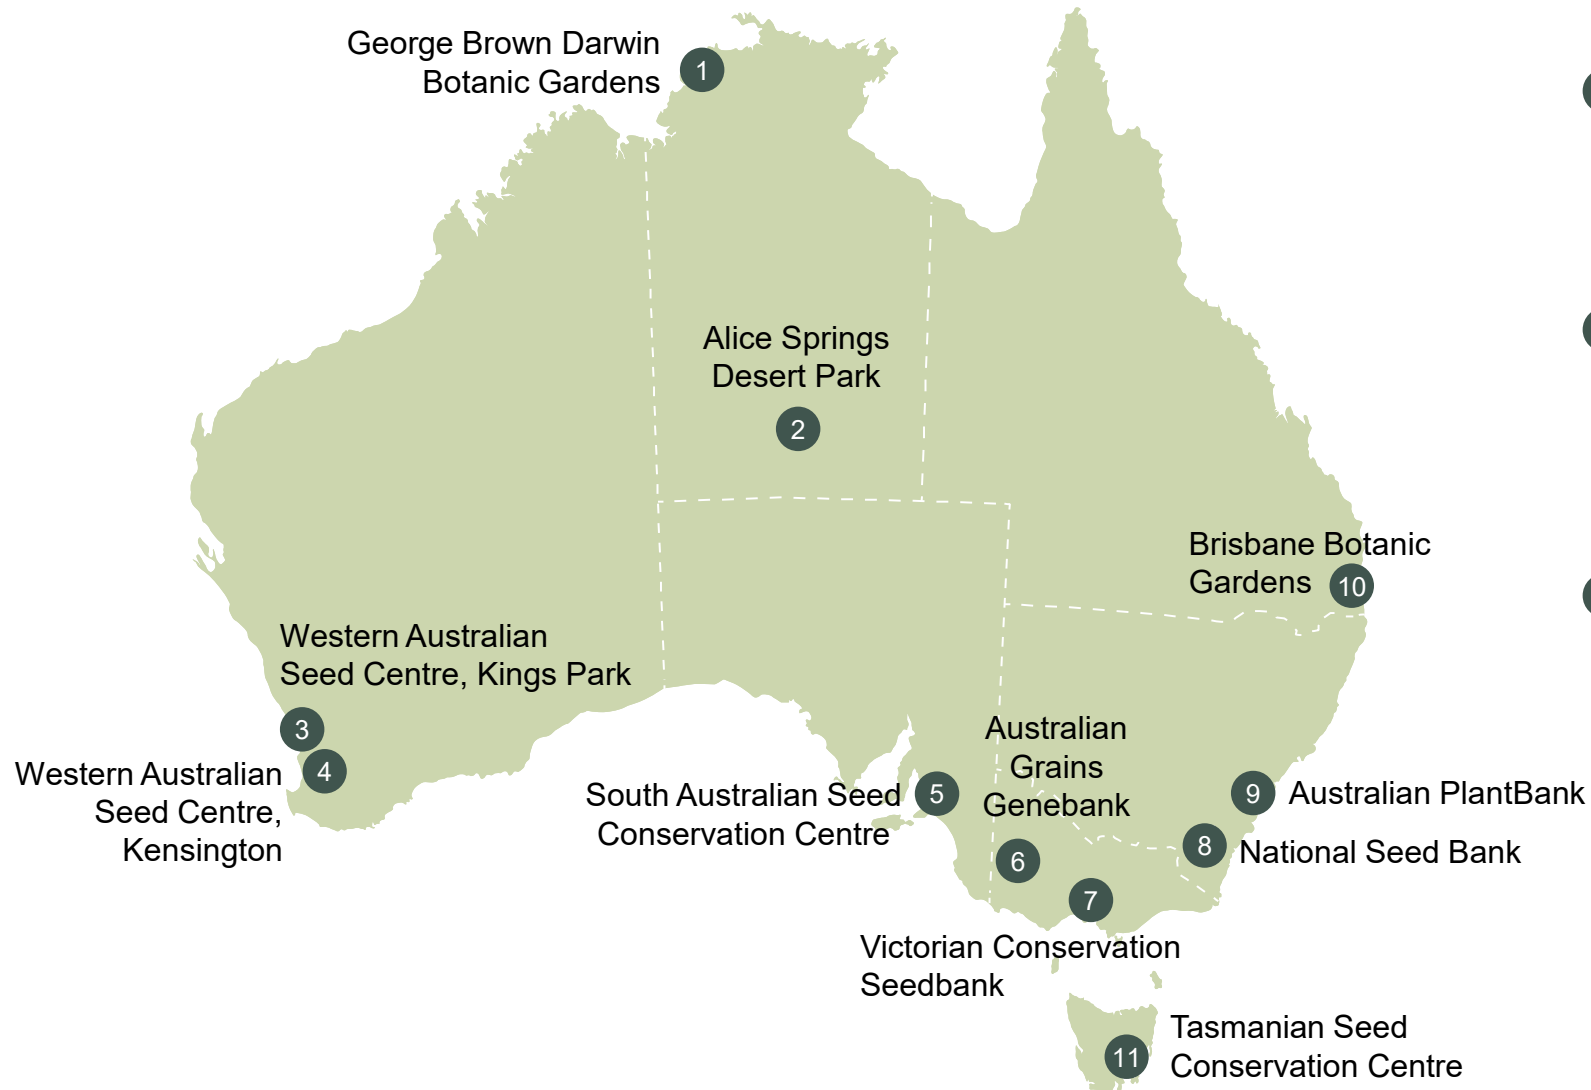 George Brown Darwin
Botanic Gardens
1
Alice Springs
Desert Park
2
Brisbane Botanic
Gardens
10
Western Australian
Seed Centre, Kings Park
3
4
Western Australian
Seed Centre,
Kensington
South Australian Seed
Conservation Centre
5
Australian
Grains
Genebank
6
9
Australian PlantBank
8
National Seed Bank
7
Victorian Conservation
Seedbank
11
Tasmanian Seed
Conservation Centre